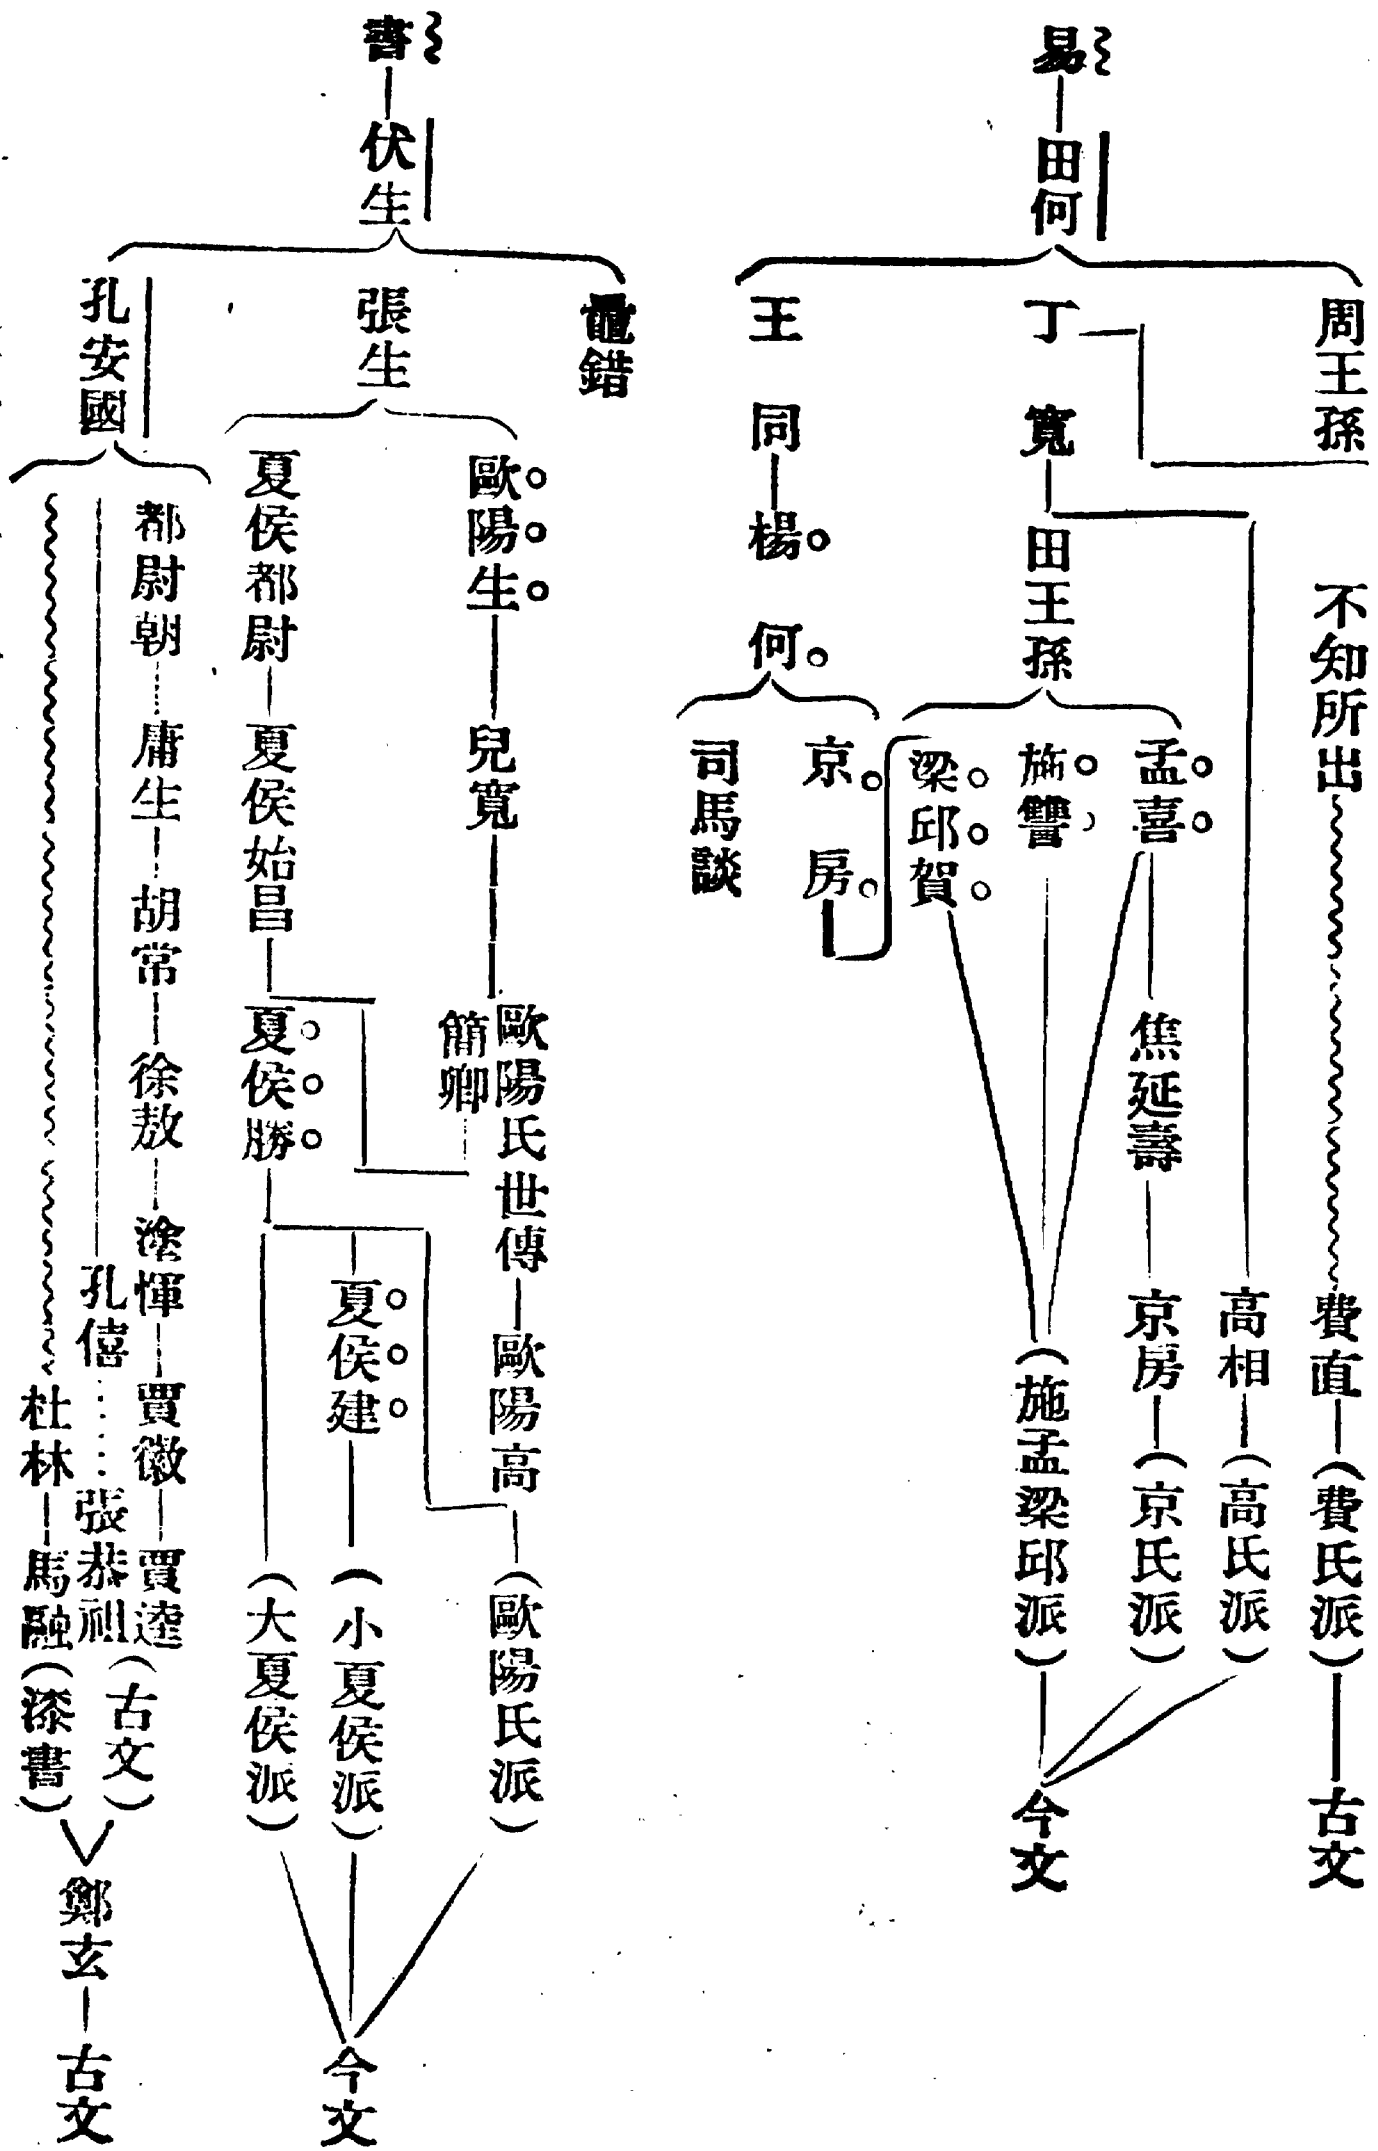 易
田何
周王孫
丁寬
王同
楊何
田王孫
不知所出
孟喜
施讐
梁邱賀
京房
司馬談
焦延壽
京房
高相
費直
(費氏派)
(高氏派)
(京氏派)
(施孟梁邱派)
古文
今文
書
伏生
鼂錯
張生
孔安國
歐陽生
夏侯都尉
兒寬
夏侯始昌
歐陽氏世傳
簡卿
夏侯勝
歐陽高
夏侯建
(歐陽氏派)
(小夏侯派)
(大夏侯派)
今文
都尉朝
庸生
胡常
徐敖
塗惲
賈徽
賈逵
孔僖
張恭祖
(古文)
杜林
馬融
(漆書)
鄭玄
古文